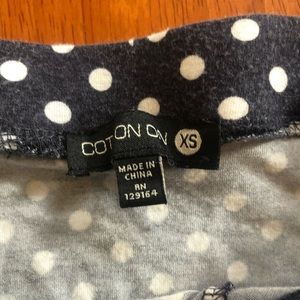 COTTON ON
XS
MADE IN
CHINA
RN
129164